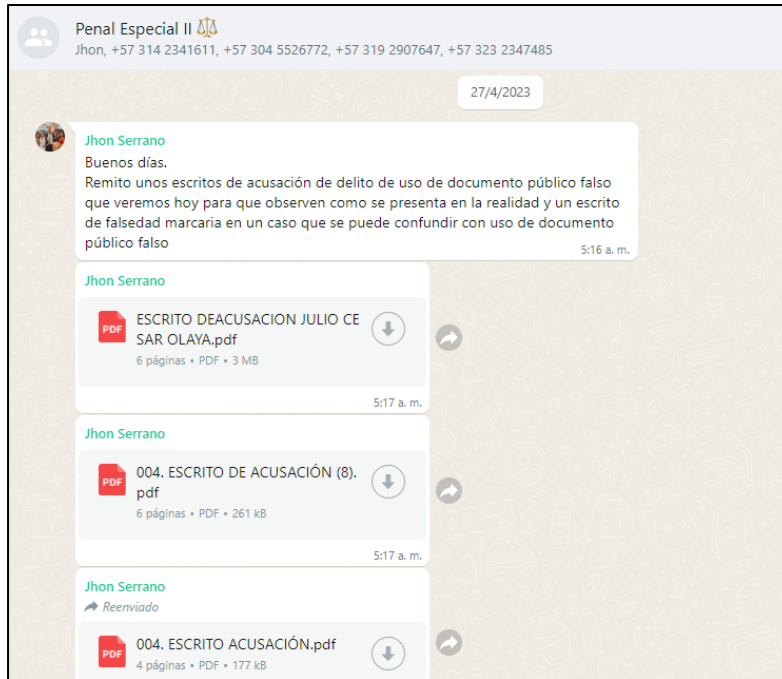 Penal Especial II ⚖️
Jhon, +57 314 2341611, +57 304 5526772, +57 319 2907647, +57 323 2347485
27/4/2023
Jhon Serrano
Buenos días.
Remito unos escritos de acusación de delito de uso de documento público falso
que veremos hoy para que observen como se presenta en la realidad y un escrito
de falsedad marcaria en un caso que se puede confundir con uso de documento
público falso
5:16 a. m.
Jhon Serrano
PDF
ESCRITO DEACUSACION JULIO CE
SAR OLAYA.pdf
6 páginas • PDF • 3 MB
5:17 a. m.
Jhon Serrano
PDF
004. ESCRITO DE ACUSACIÓN (8).
pdf
6 páginas • PDF • 261 kB
5:17 a. m.
Jhon Serrano
Reenviado
PDF
004. ESCRITO ACUSACIÓN.pdf
4 páginas • PDF • 177 kB